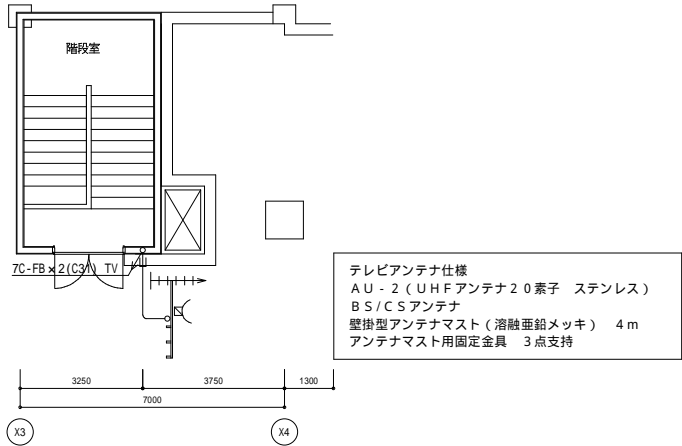 階段室
7C-FB×2(C31) TV
テレビアンテナ仕様
ＡＵ-２（ＵＨＦアンテナ２０素子　ステンレス）
ＢＳ/ＣＳアンテナ
壁掛型アンテナマスト（溶融亜鉛メッキ）　４ｍ
アンテナマスト用固定金具　３点支持
3250 3750 1300
7000
X3 X4